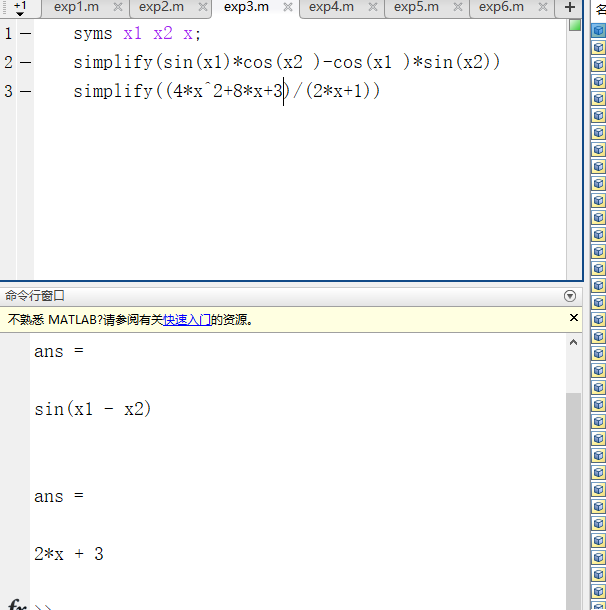 +1 exp1.m exp2.m exp3.m exp4.m exp5.m exp6.m
名
1 — syms x1 x2 x;
2 — simplify(sin(x1)*cos(x2 )-cos(x1 )*sin(x2))
3 — simplify((4*x^2+8*x+3)/(2*x+1))
命令行窗口
不熟悉 MATLAB?请参阅有关快速入门的资源。
ans =
sin(x1 - x2)
ans =
2*x + 3
fx >>